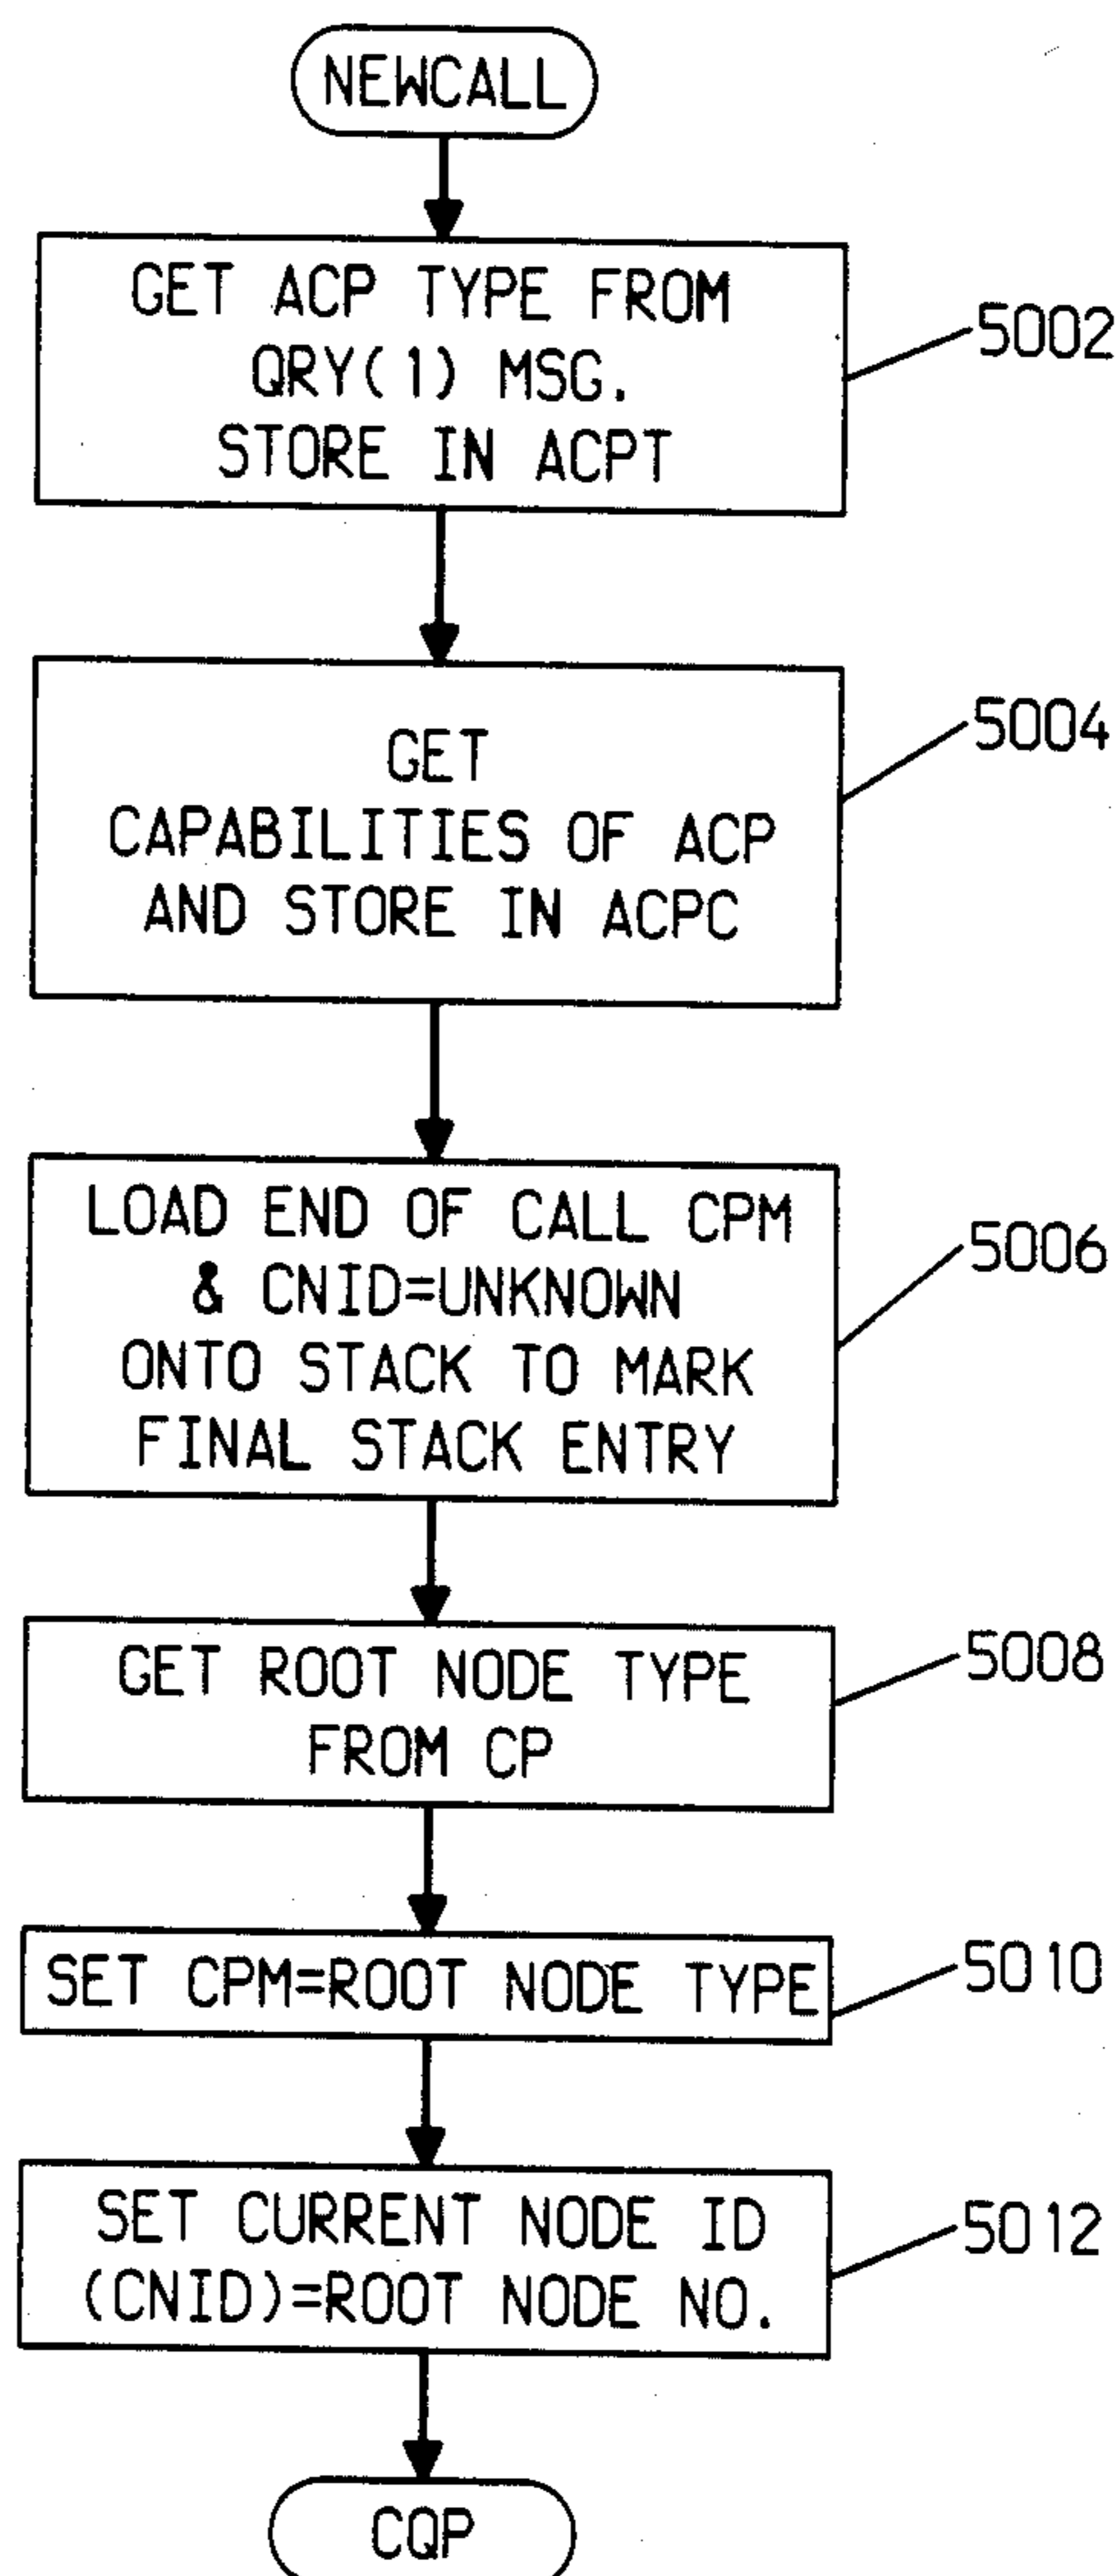 NEWCALL
GET ACP TYPE FROM
QRY(1) MSG.
STORE IN ACPT
5002
GET
CAPABILITIES OF ACP
AND STORE IN ACPC
5004
LOAD END OF CALL CPM
& CNID=UNKNOWN
ONTO STACK TO MARK
FINAL STACK ENTRY
5006
GET ROOT NODE TYPE
FROM CP
5008
SET CPM=ROOT NODE TYPE
5010
SET CURRENT NODE ID
(CNID)=ROOT NODE NO.
5012
CQP